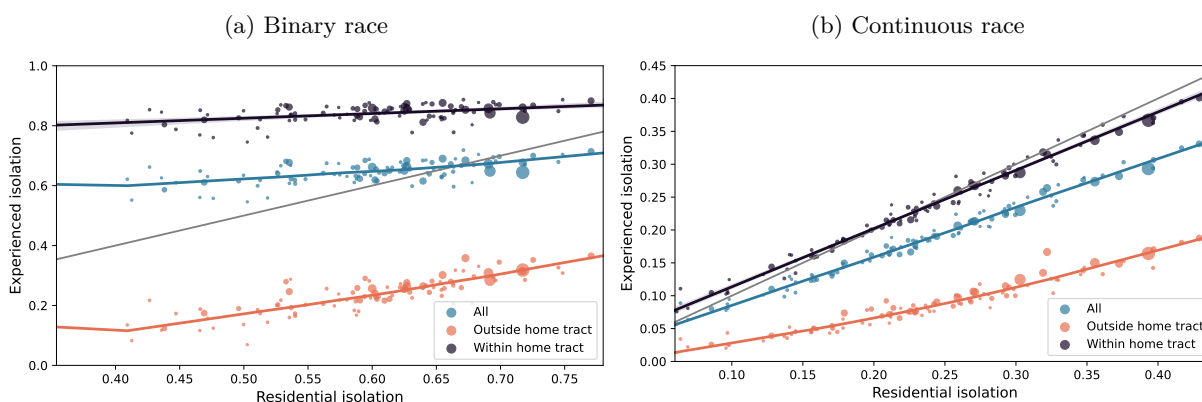 (a) Binary race
1.0
0.8
0.6
0.4
0.2
0.0
Experienced isolation
0.40 0.45 0.50 0.55 0.60 0.65 0.70 0.75
Residential isolation
All
Outside home tract
Within home tract
(b) Continuous race
0.45
0.40
0.35
0.30
0.25
0.20
0.15
0.10
0.05
0.00
Experienced isolation
0.10 0.15 0.20 0.25 0.30 0.35 0.40
Residential isolation
All
Outside home tract
Within home tract